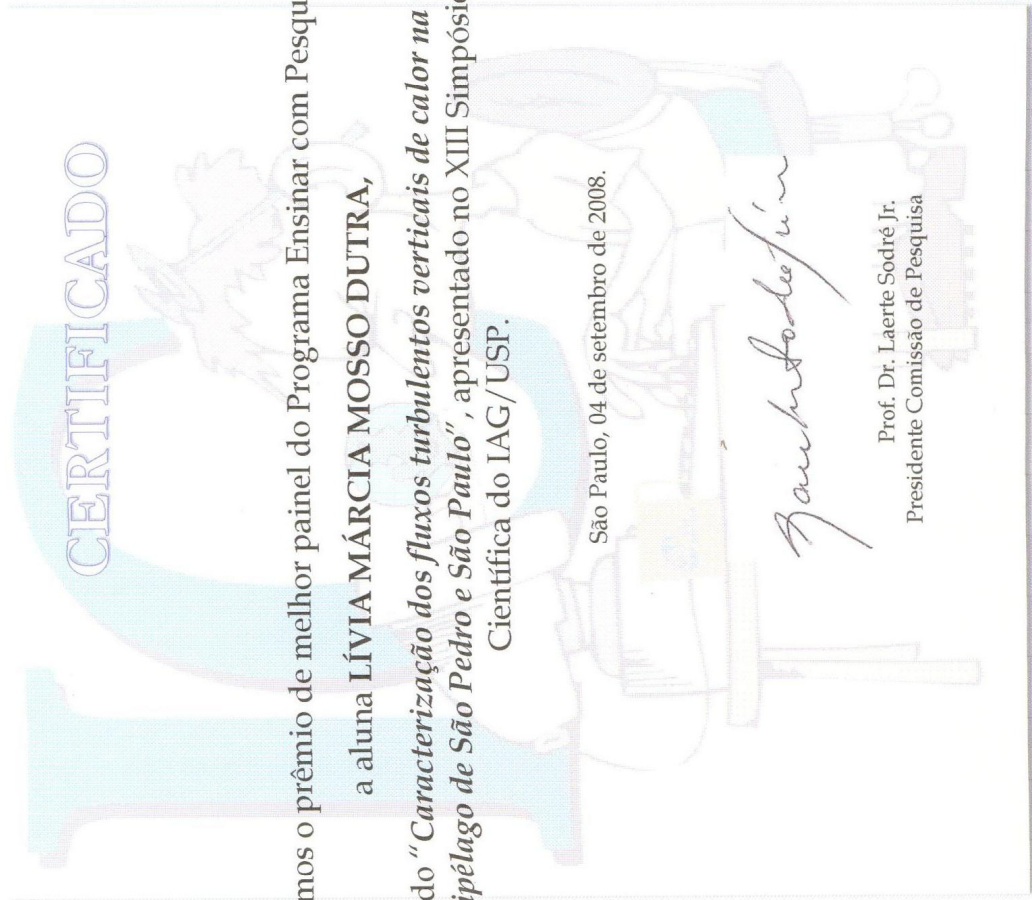 CERTIFICADO
mos o prêmio de melhor painel do Programa Ensinar com Pesqu
a aluna LÍVIA MÁRCIA MOSSO DUTRA,
do "Caracterização dos fluxos turbulentos verticais de calor na
ipélago de São Pedro e São Paulo", apresentado no XIII Simpósio
Científica do IAG/USP.
São Paulo, 04 de setembro de 2008.
Prof. Dr. Laerte Sodré Jr.
Presidente Comissão de Pesquisa